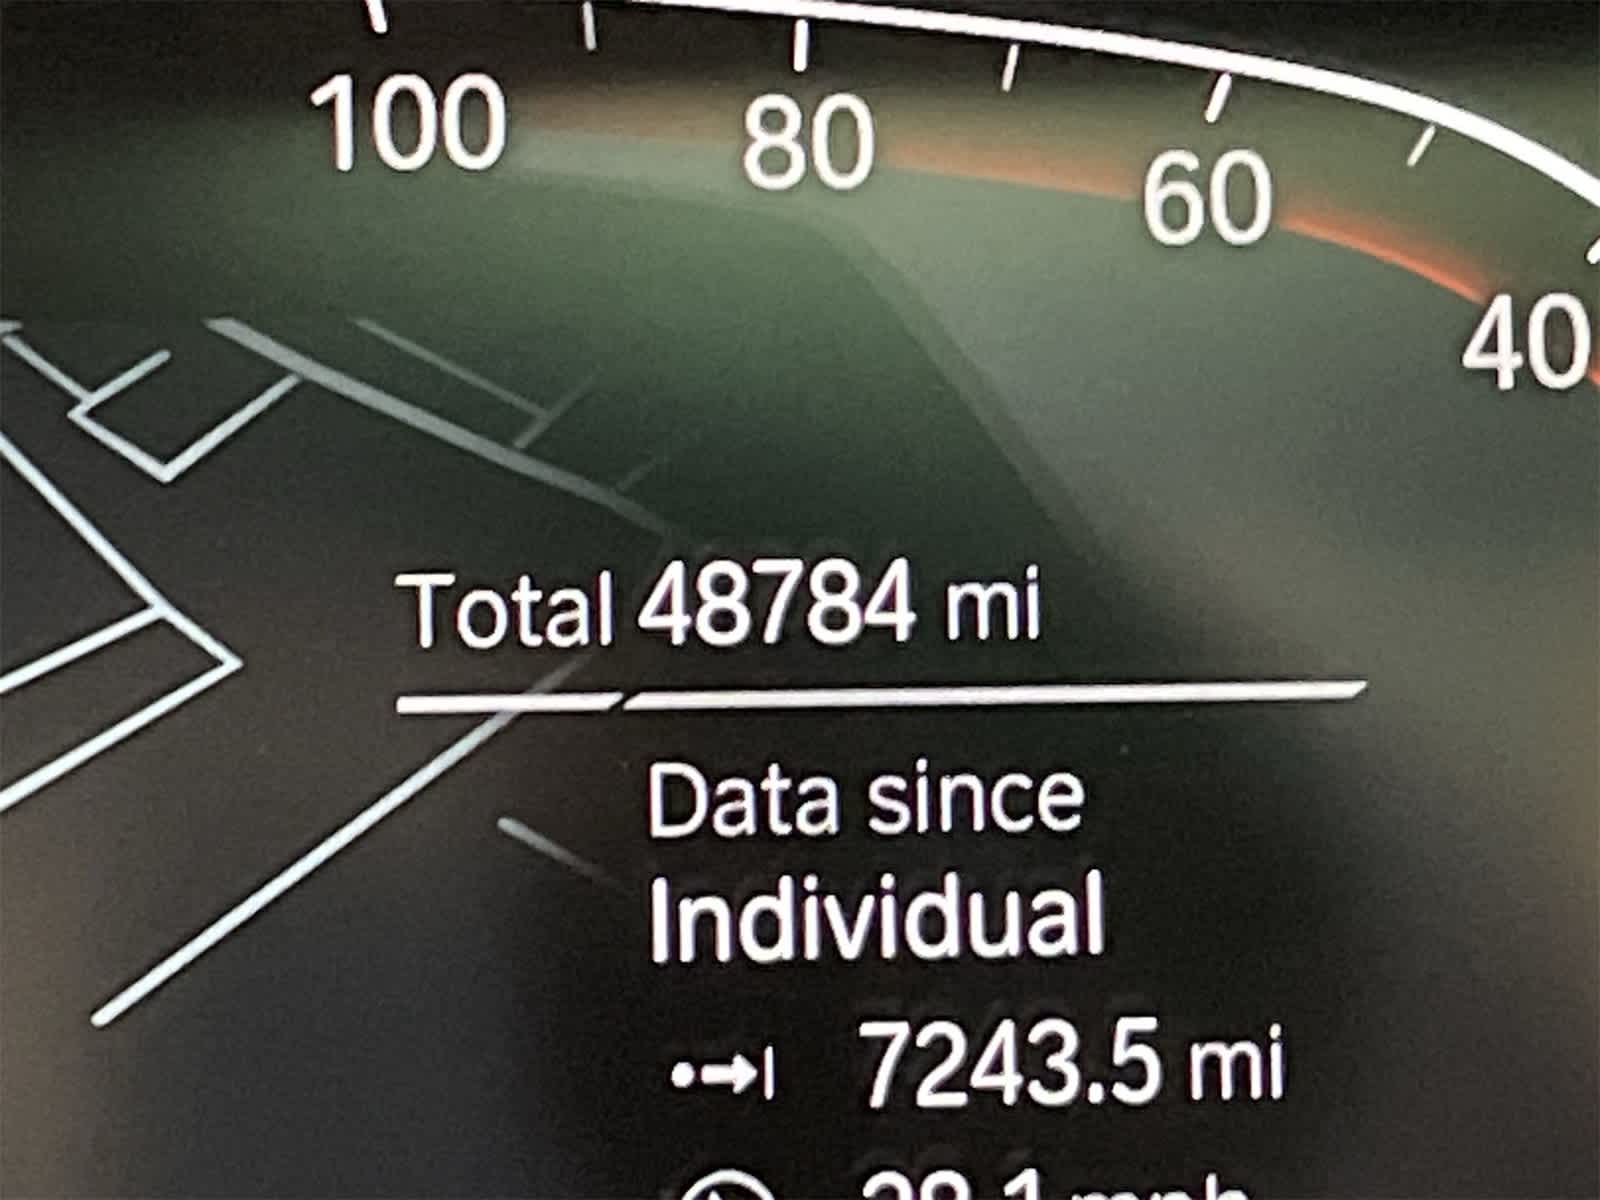 100 80 60 40
Total 48784 mi
Data since
Individual
7243.5 mi